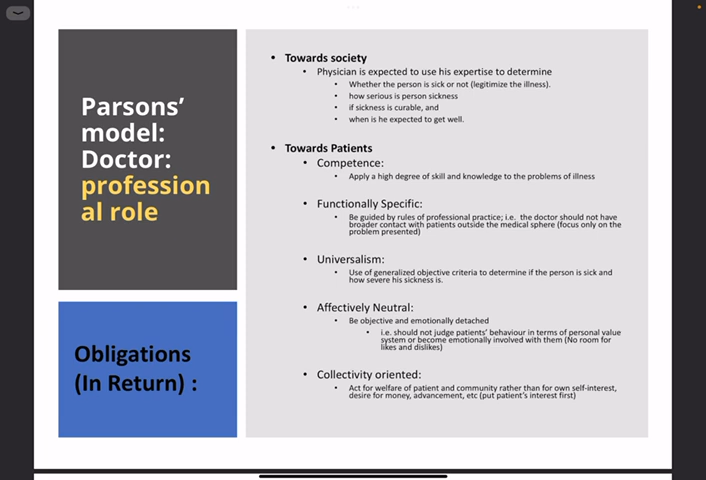 Parsons'
model:
Doctor:
profession
al role
Obligations
(In Return) :
• Towards society
• Physician is expected to use his expertise to determine
• Whether the person is sick or not (legitimize the illness).
• how serious is person sickness
• if sickness is curable, and
• when is he expected to get well.
• Towards Patients
• Competence:
• Apply a high degree of skill and knowledge to the problems of illness
• Functionally Specific:
• Be guided by rules of professional practice; i.e. the doctor should not have
broader contact with patients outside the medical sphere (focus only on the
problem presented)
• Universalism:
• Use of generalized objective criteria to determine if the person is sick and
how severe his sickness is.
• Affectively Neutral:
• Be objective and emotionally detached
• i.e. should not judge patients' behaviour in terms of personal value
system or become emotionally involved with them (No room for
likes and dislikes)
• Collectivity oriented:
• Act for welfare of patient and community rather than for own self-interest,
desire for money, advancement, etc (put patient's interest first)